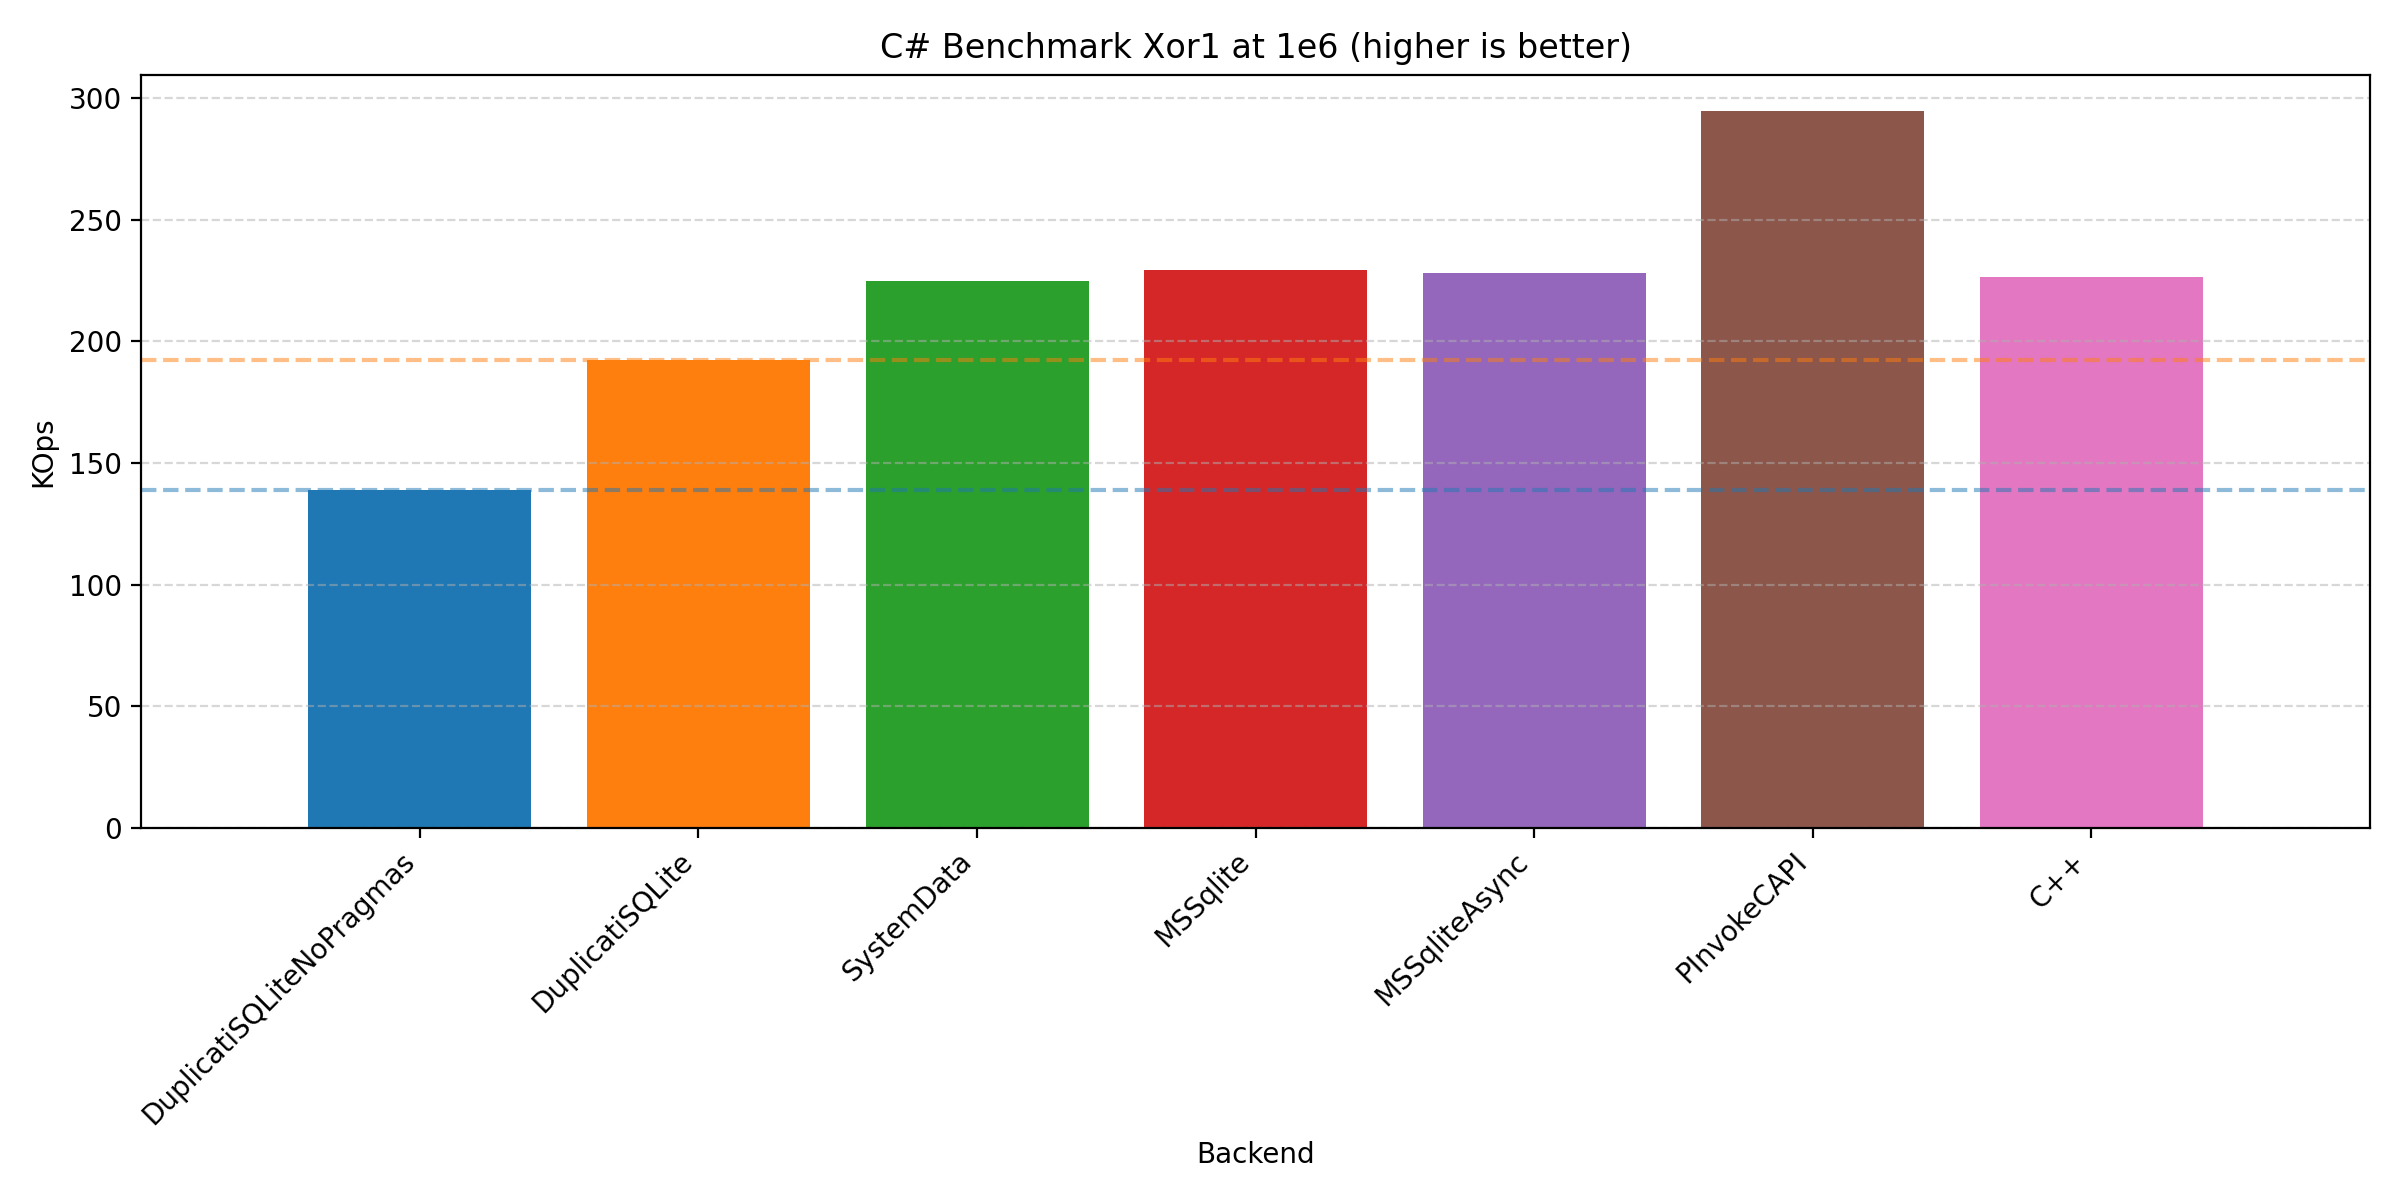 C# Benchmark Xor1 at 1e6 (higher is better)
KOps
300
250
200
150
100
50
0
DuplicatiSQLiteNoPragmas
DuplicatiSQLite
SystemData
MSSqlite
MSSqliteAsync
PInvokeCAPI
C++
Backend